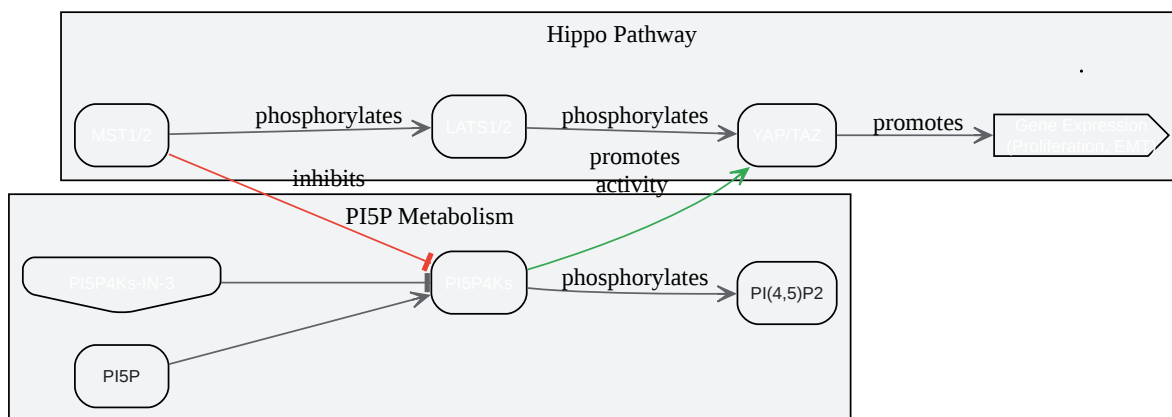 Hippo Pathway
MST1/2
phosphorylates
LATS1/2
phosphorylates
YAP/TAZ
promotes
Gene Expression
(Proliferation, EMT)
inhibits
promotes
activity
PI5P Metabolism
PI5P4Ks-IN-3
PI5P4Ks
phosphorylates
PI(4,5)P2
PI5P